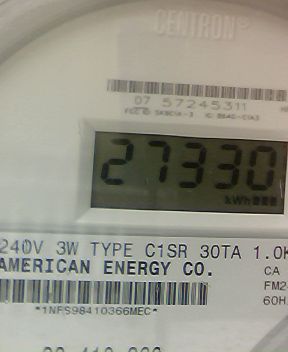 CENTRON®
07 57245311
27330
kWh
240V 3W TYPE C1SR 30TA 1.0K
AMERICAN ENERGY CO.
CA
FM2
60H
*1NFS98410366MEC*